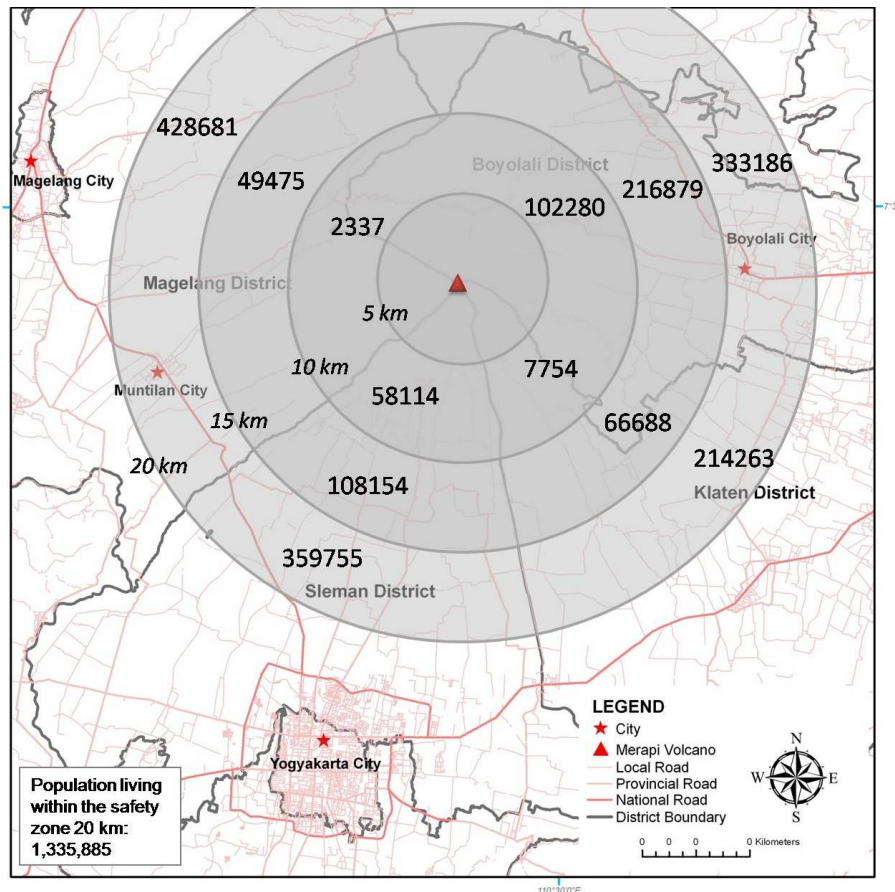 428681
333186
Magelang City
Boyolali District
49475
216879
2337
102280
7°3
Boyolali City
Magelang District
5 km
10 km
7754
Muntilan City
58114
15 km
66688
20 km
214263
108154
Klaten District
359755
Sleman District
LEGEND
City
Merapi Volcano
Local Road
Provincial Road
National Road
District Boundary
N
W
E
S
0 0 0 0 0 Kilometers
Yogyakarta City
Population living
within the safety
zone 20 km:
1,335,885
110°30'0"E